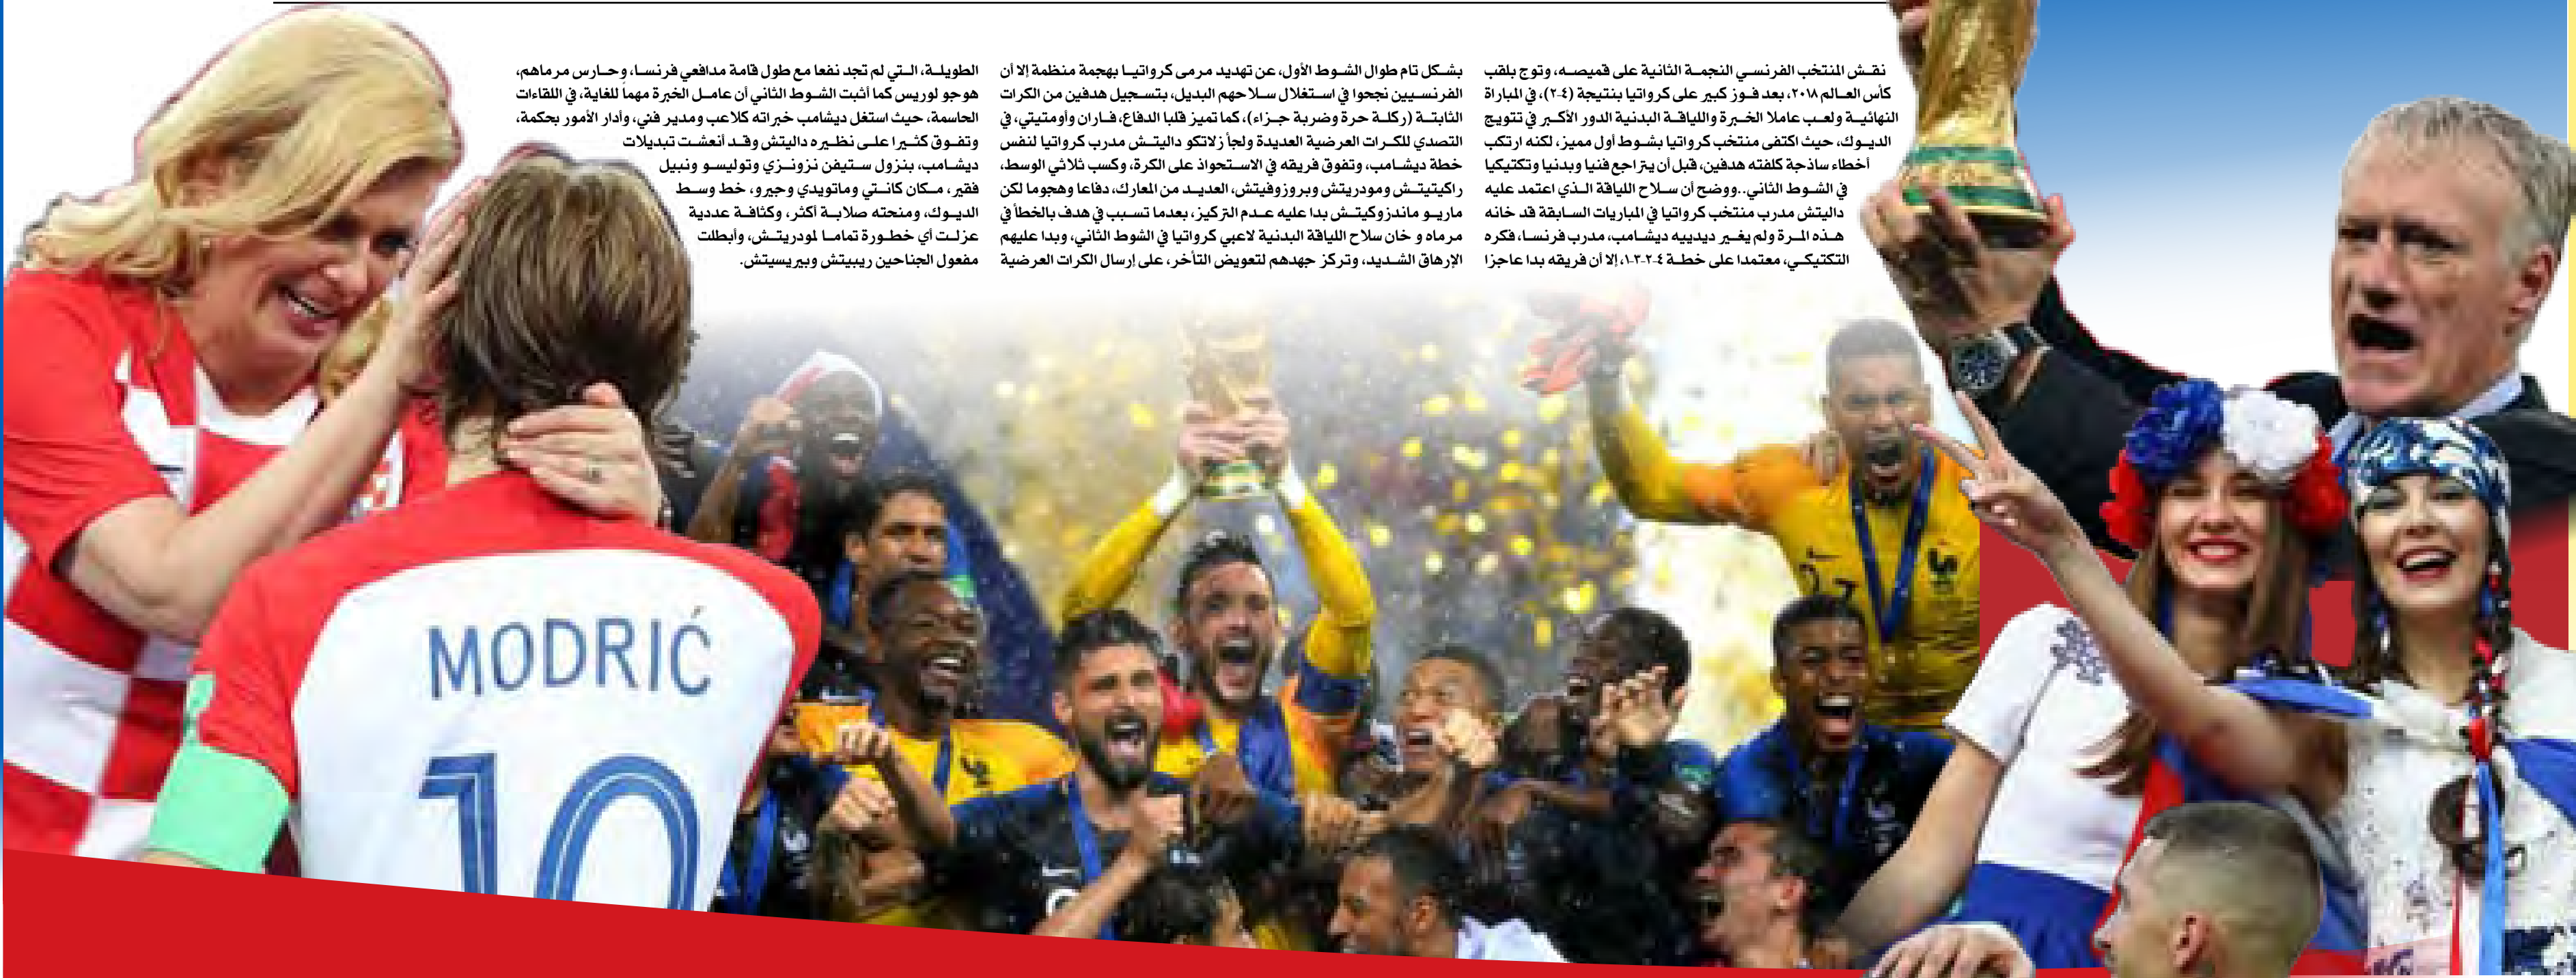 نقش المنتخب الفرنسي النجمة الثانية على قميصه، وتوج بلقب
كأس العالم ٢٠١٨، بعد فوز كبير على كرواتيا بنتيجة (٤-٢)، في المباراة
النهائية ولعب عاملا الخبرة واللياقة البدنية الدور الأكبر في تتويج
الديوك، حيث اكتفى منتخب كرواتيا بشوط أول مميز، لكنه ارتكب
أخطاء ساذجة كلفته هدفين، قبل أن يتراجع فنيا وبدنيا وتكتيكيا
في الشوط الثاني..ووضح أن سلاح اللياقة الذي اعتمد عليه
داليتش مدرب منتخب كرواتيا في المباريات السابقة قد خانه
هذه المرة ولم يغير ديدييه ديشامب، مدرب فرنسا، فكره
التكتيكي، معتمدا على خطة ٤-٢-٣-١، إلا أن فريقه بدا عاجزا
بشكل تام طوال الشوط الأول، عن تهديد مرمى كرواتيا بهجمة منظمة إلا أن
الفرنسيين نجحوا في استغلال سلاحهم البديل، بتسجيل هدفين من الكرات
الثابتة (ركلة حرة وضربة جزاء)، كما تميز قلبا الدفاع، فاران وأومتيتي، في
التصدي للكرات العرضية العديدة ولجأ زلاتكو داليتش مدرب كرواتيا لنفس
خطة ديشامب، وتفوق فريقه في الاستحواذ على الكرة، وكسب ثلاثي الوسط،
راكيتيتش ومودريتش وبروزوفيتش، العديد من المعارك، دفاعا وهجوما لكن
ماريو ماندزوكيتش بدا عليه عدم التركيز، بعدما تسبب في هدف بالخطأ في
مرماه و خان سلاح اللياقة البدنية لاعبي كرواتيا في الشوط الثاني، وبدا عليهم
الإرهاق الشديد، وتركز جهدهم لتعويض التأخر، على إرسال الكرات العرضية
الطويلة، التي لم تجد نفعا مع طول قامة مدافعي فرنسا، وحارس مرماهم،
هوجو لوريس كما أثبت الشوط الثاني أن عامل الخبرة مهماً للغاية، في اللقاءات
الحاسمة، حيث استغل ديشامب خبراته كلاعب ومدير فني، وأدار الأمور بحكمة،
وتفوق كثيرا على نظيره داليتش وقد أنعشت تبديلات
ديشامب، بنزول ستيفن نزونزي وتوليسو ونبيل
فقير، مكان كانتي وماتويدي وجيرو، خط وسط
الديوك، ومنحته صلابة أكثر، وكثافة عددية
عزلت أي خطورة تماما لمودريتش، وأبطلت
مفعول الجناحين ريبيتش وبيريسيتش.
MODRIĆ
10